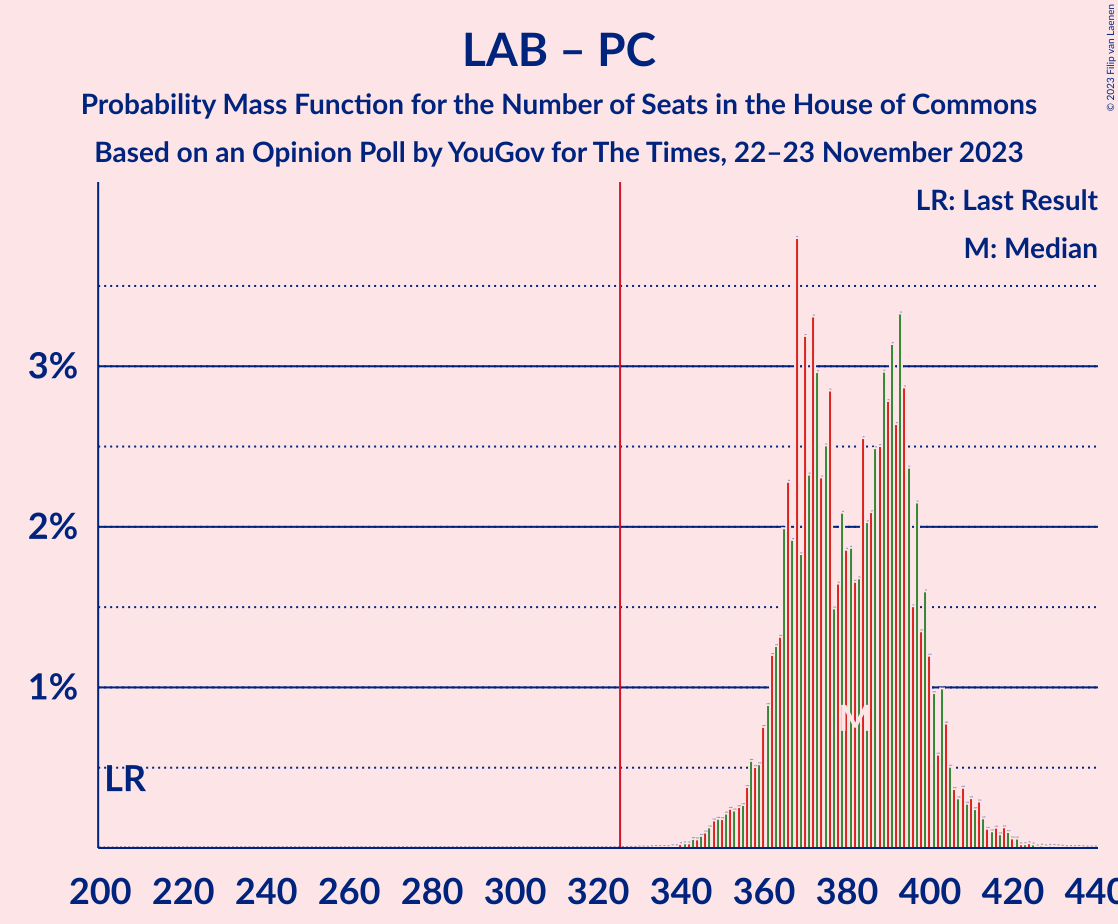 LAB – PC
Probability Mass Function for the Number of Seats in the House of Commons
Based on an Opinion Poll by YouGov for The Times, 22–23 November 2023
© 2023 Filip van Laenen
LR: Last Result
M: Median
3%
2%
1%
LR
M
200 220 240 260 280 300 320 340 360 380 400 420 440